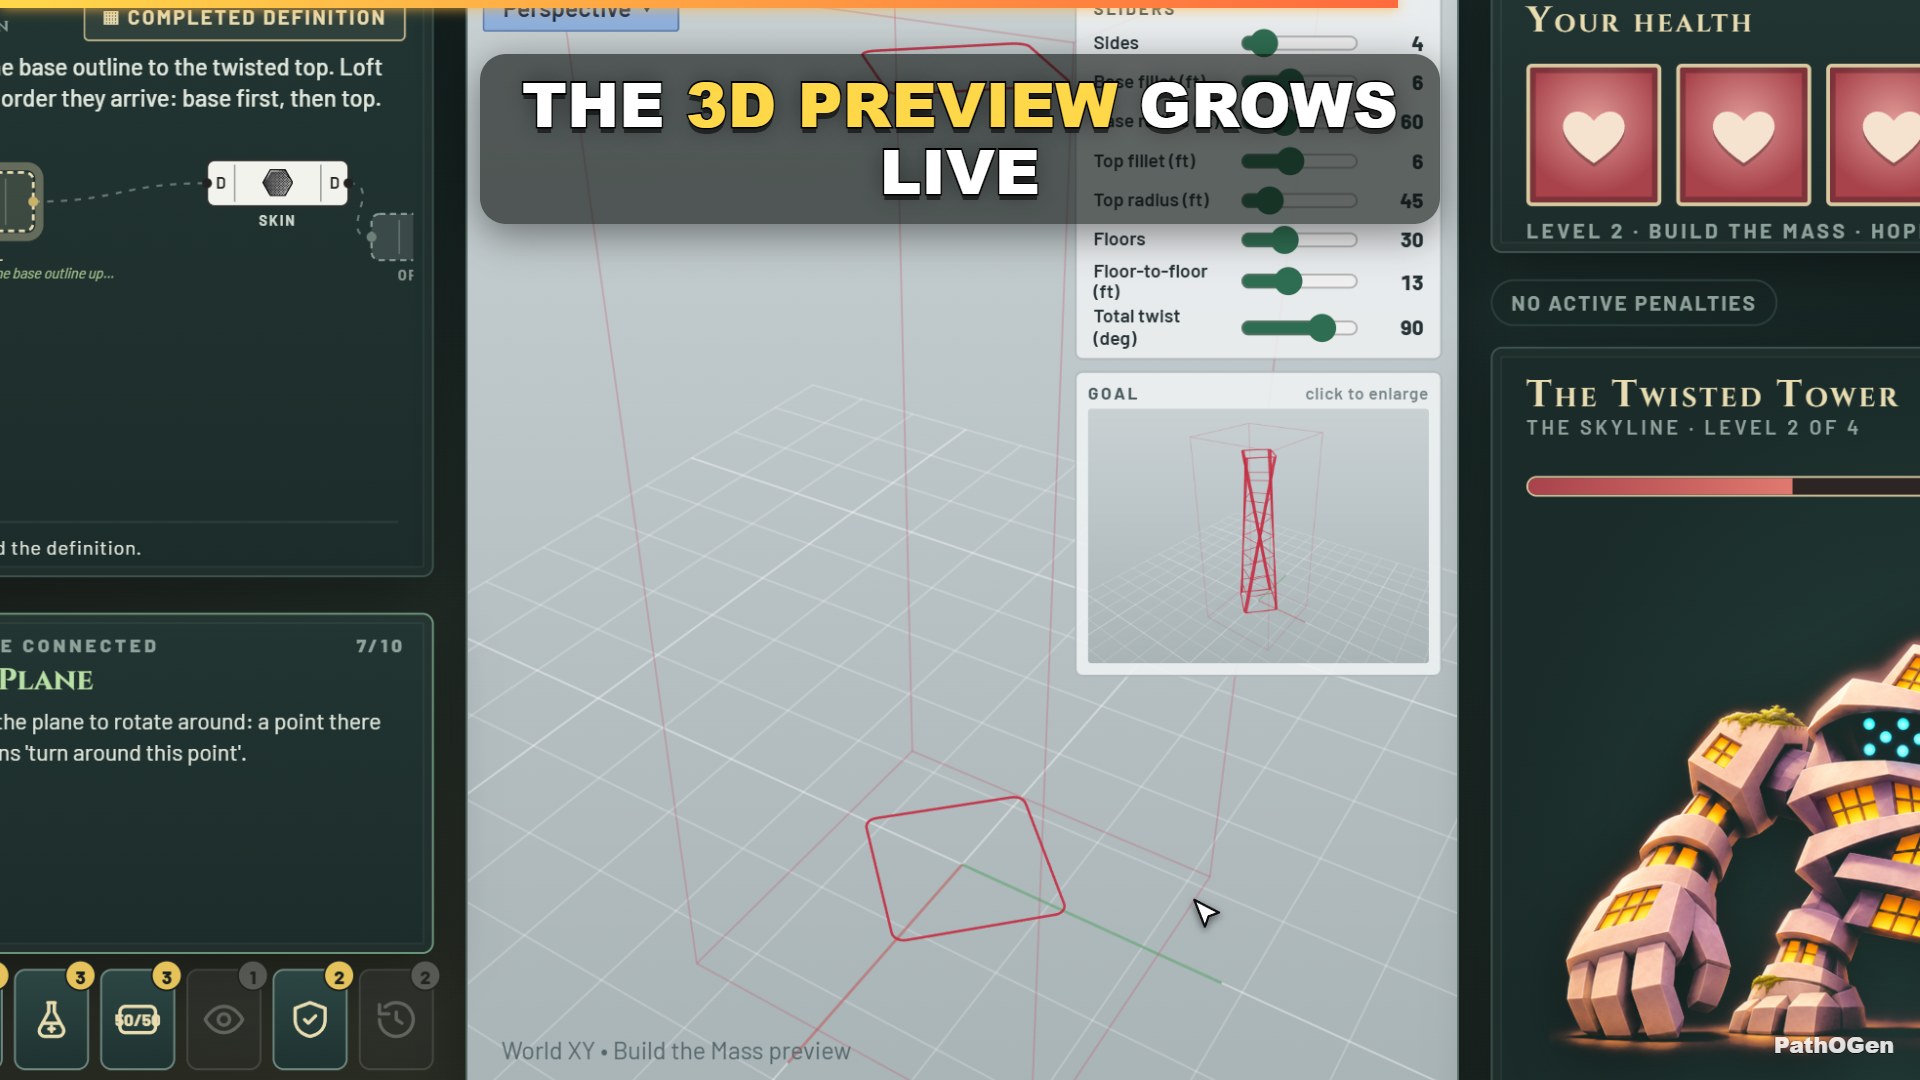 COMPLETED DEFINITION
e base outline to the twisted top. Loft
order they arrive: base first, then top.
D
D
SKIN
ne base outline up...
OF
d the definition.
E CONNECTED
7/10
PLANE
the plane to rotate around: a point there
ns 'turn around this point'.
3
3
50/50
1
2
2
Perspective
THE 3D PREVIEW GROWS
LIVE
SLIDERS
Sides 4
Base fillet (ft) 6
60
Top fillet (ft) 6
Top radius (ft) 45
Floors 30
Floor-to-floor
(ft) 13
Total twist
(deg) 90
GOAL
click to enlarge
World XY • Build the Mass preview
YOUR HEALTH
LEVEL 2 · BUILD THE MASS · HOP
NO ACTIVE PENALTIES
THE TWISTED TOWER
THE SKYLINE · LEVEL 2 OF 4
PathOGen